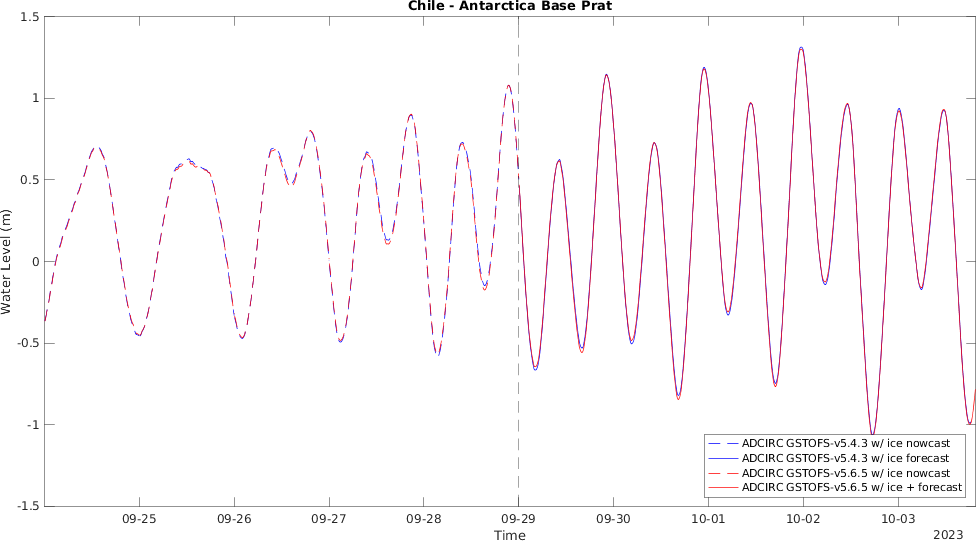 Chile - Antarctica Base Prat
1.5
1
0.5
0
-0.5
-1
-1.5
Water Level (m)
ADCIRC GSTOFS-v5.4.3 w/ ice nowcast
ADCIRC GSTOFS-v5.4.3 w/ ice forecast
ADCIRC GSTOFS-v5.6.5 w/ ice nowcast
ADCIRC GSTOFS-v5.6.5 w/ ice + forecast
09-25 09-26 09-27 09-28 09-29 09-30 10-01 10-02 10-03
Time
2023